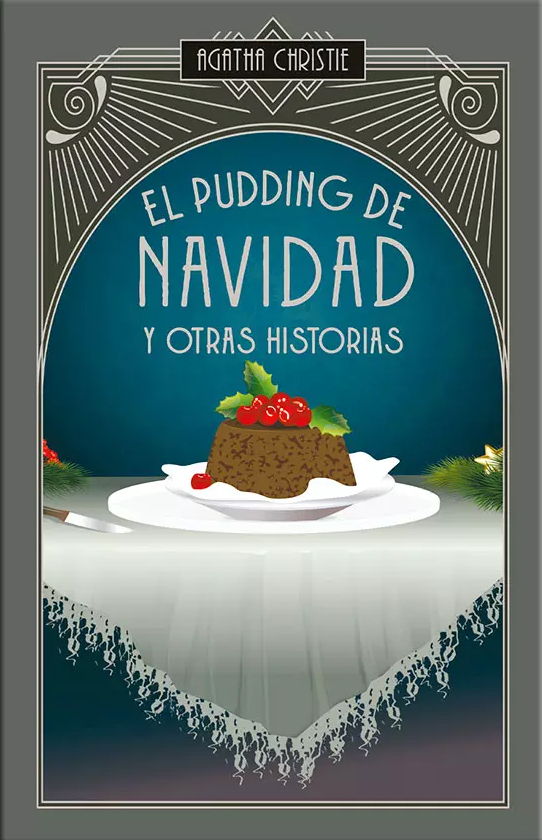 AGATHA CHRISTIE
EL PUDDING DE
NAVIDAD
Y OTRAS HISTORIAS